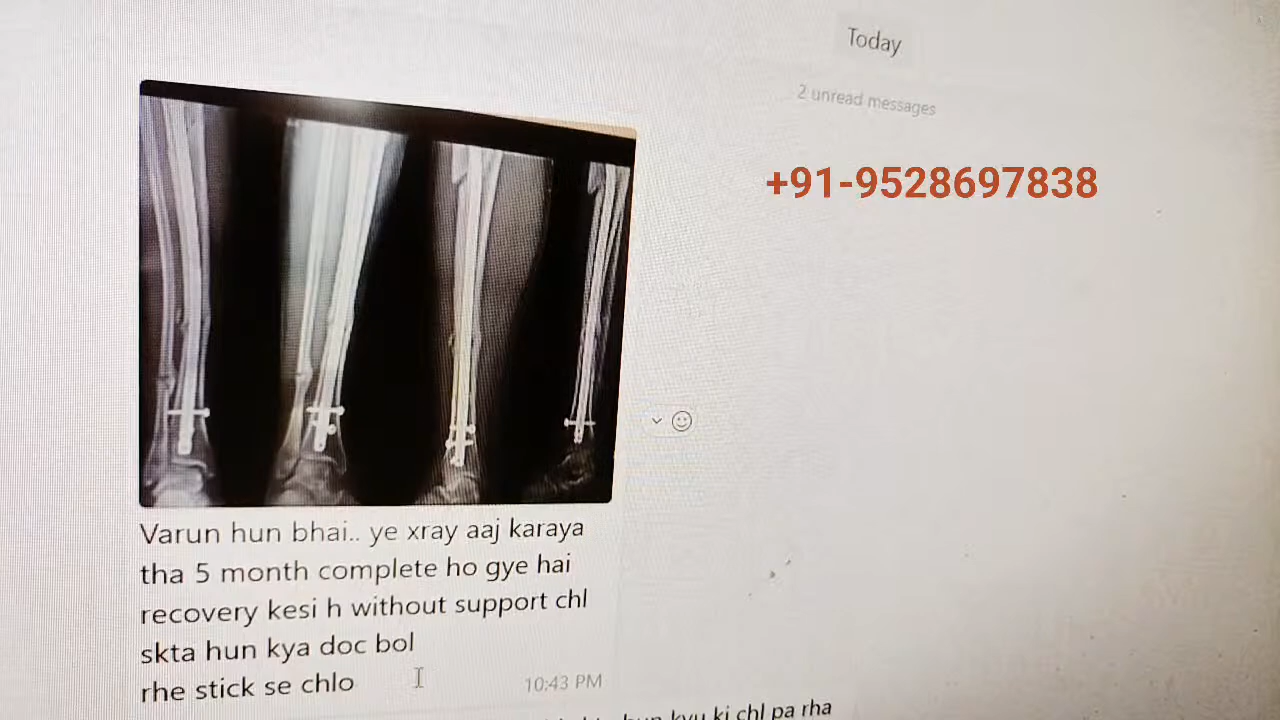 Today
2 unread messages
+91-9528697838
Varun hun bhai.. ye xray aaj karaya
tha 5 month complete ho gye hai
recovery kesi h without support chl
skta hun kya doc bol
rhe stick se chlo
10:43 PM
hun kyu ki chl pa rha